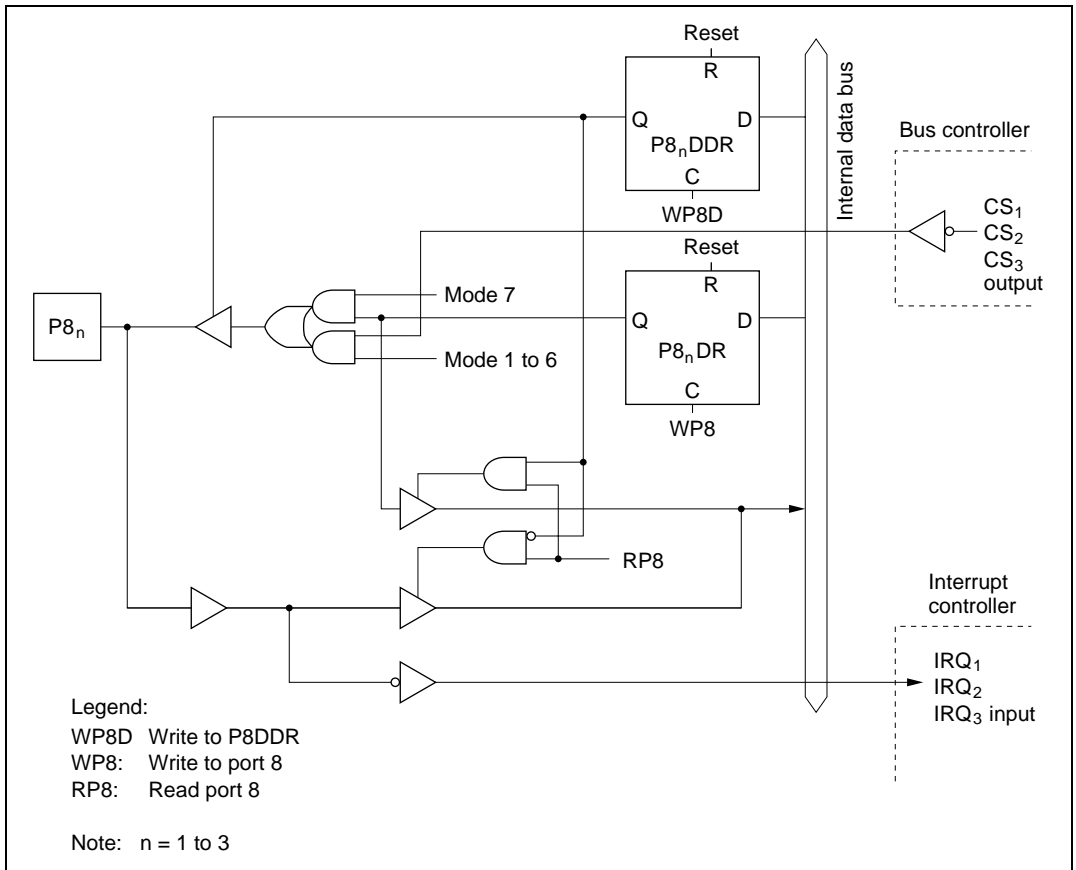 Reset
R
Q
D
P8nDDR
C
WP8D
Internal data bus
Bus controller
CS1
CS2
CS3
output
Reset
R
Q
D
P8nDR
C
WP8
Mode 7
P8n
Mode 1 to 6
RP8
Interrupt
controller
IRQ1
IRQ2
IRQ3 input
Legend:
WP8D Write to P8DDR
WP8: Write to port 8
RP8: Read port 8
Note: n = 1 to 3